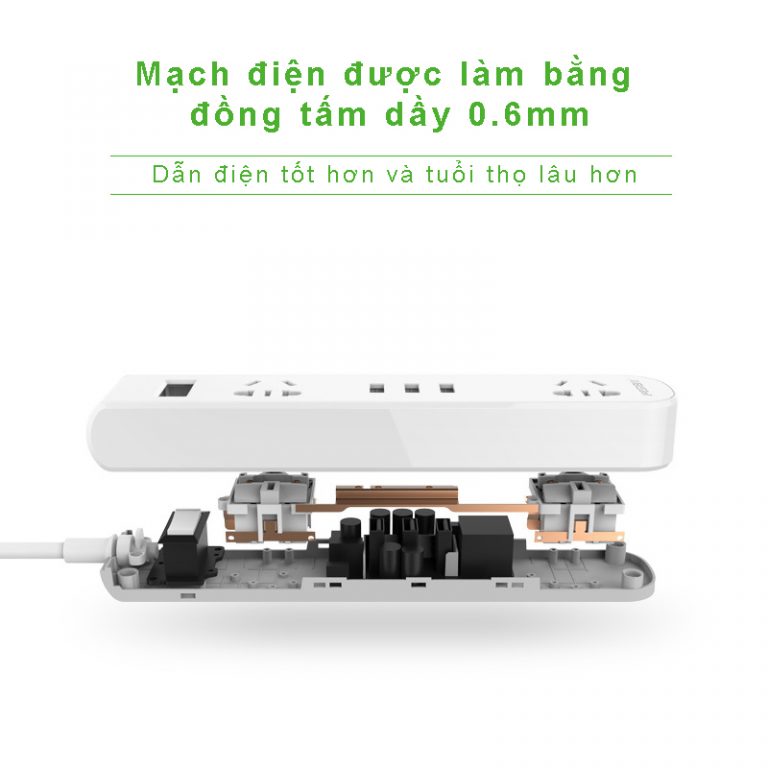 Mạch điện được làm bằng
đồng tấm dầy 0.6mm
Dẫn điện tốt hơn và tuổi thọ lâu hơn